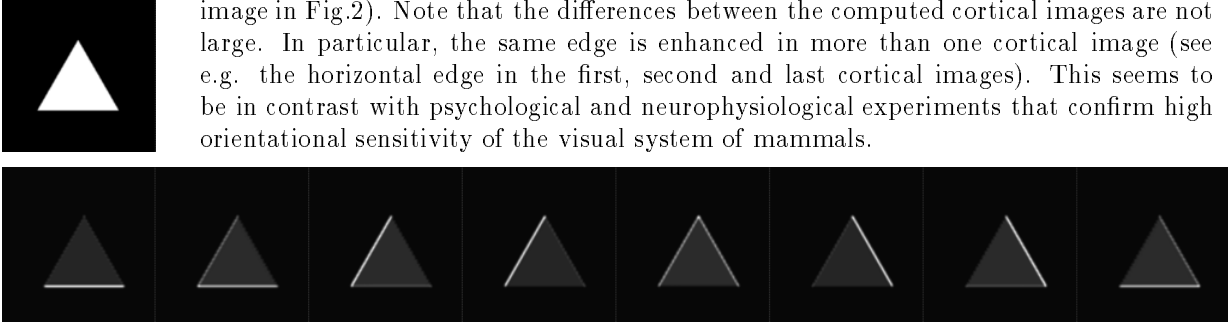 image in Fig.2). Note that the differences between the computed cortical images are not
large. In particular, the same edge is enhanced in more than one cortical image (see
e.g. the horizontal edge in the first, second and last cortical images). This seems to
be in contrast with psychological and neurophysiological experiments that confirm high
orientational sensitivity of the visual system of mammals.